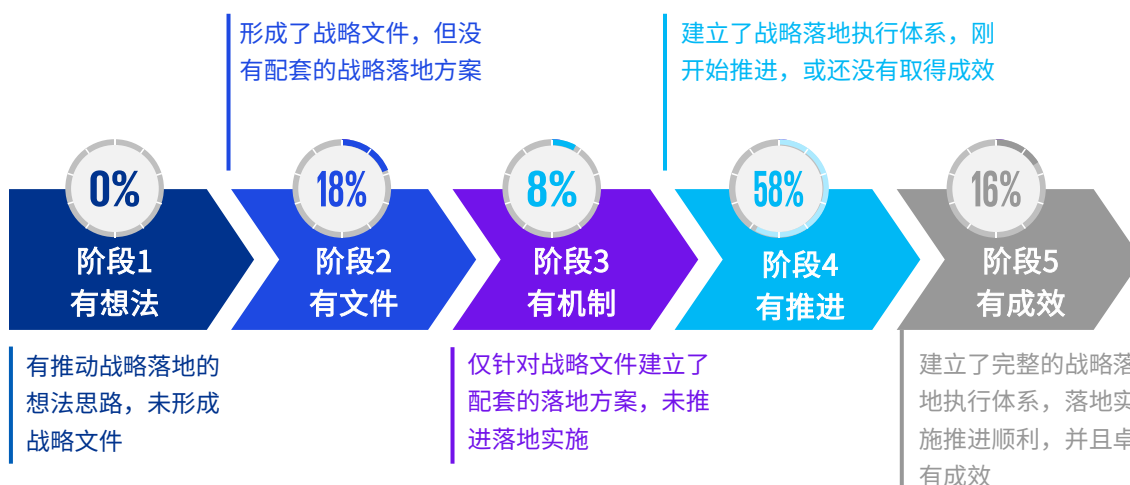 形成了战略文件，但没
有配套的战略落地方案
建立了战略落地执行体系，刚
开始推进，或还没有取得成效
0%
18%
8%
58%
16%
阶段1
有想法
阶段2
有文件
阶段3
有机制
阶段4
有推进
阶段5
有成效
有推动战略落地的
想法思路，未形成
战略文件
仅针对战略文件建立了
配套的落地方案，未推
进落地实施
建立了完整的战略落
地执行体系，落地实
施推进顺利，并且卓
有成效